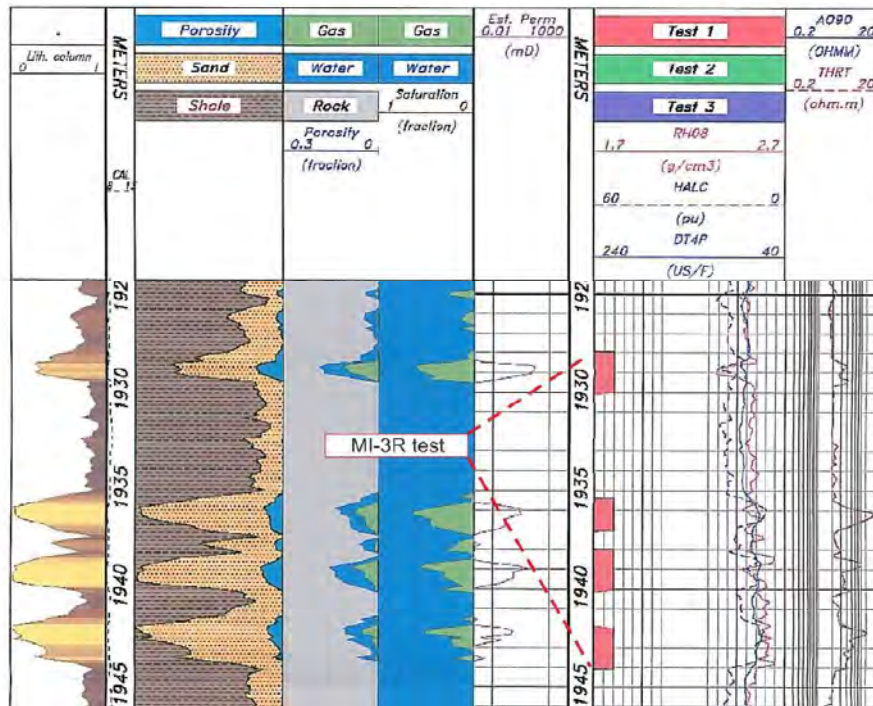 Lith. column
0 1
METERS
CAL
Porosity
Sand
Shale
Gas
Water
Rock
Porosity
0.3 0
(fraction)
Gas
Water
Saturation
1 0
(fraction)
Est. Perm
0.01 1000
(mD)
METERS
Test 1
Test 2
Test 3
RHO8
1.7 2.7
(g/cm3)
HALC
60 0
(pu)
DT4P
240 40
(US/F)
AO90
0.2 20
(OHMM)
THRT
0.2 20
(ohm.m)
192
1930
1935
1940
1945
MI-3R test
192
1930
1935
1940
1945